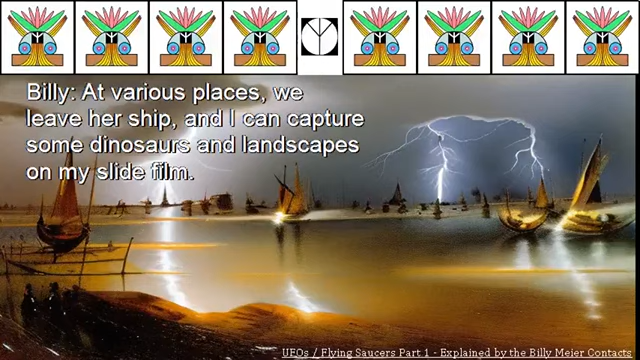 Billy: At various places, we
leave her ship, and I can capture
some dinosaurs and landscapes
on my slide film.
UFOs / Flying Saucers Part 1 - Explained by the Billy Meier Contacts